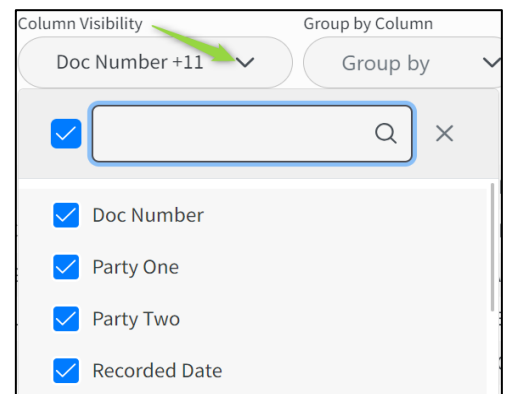 Column Visibility Group by Column
Doc Number +11 Group by
Doc Number
Party One
Party Two
Recorded Date